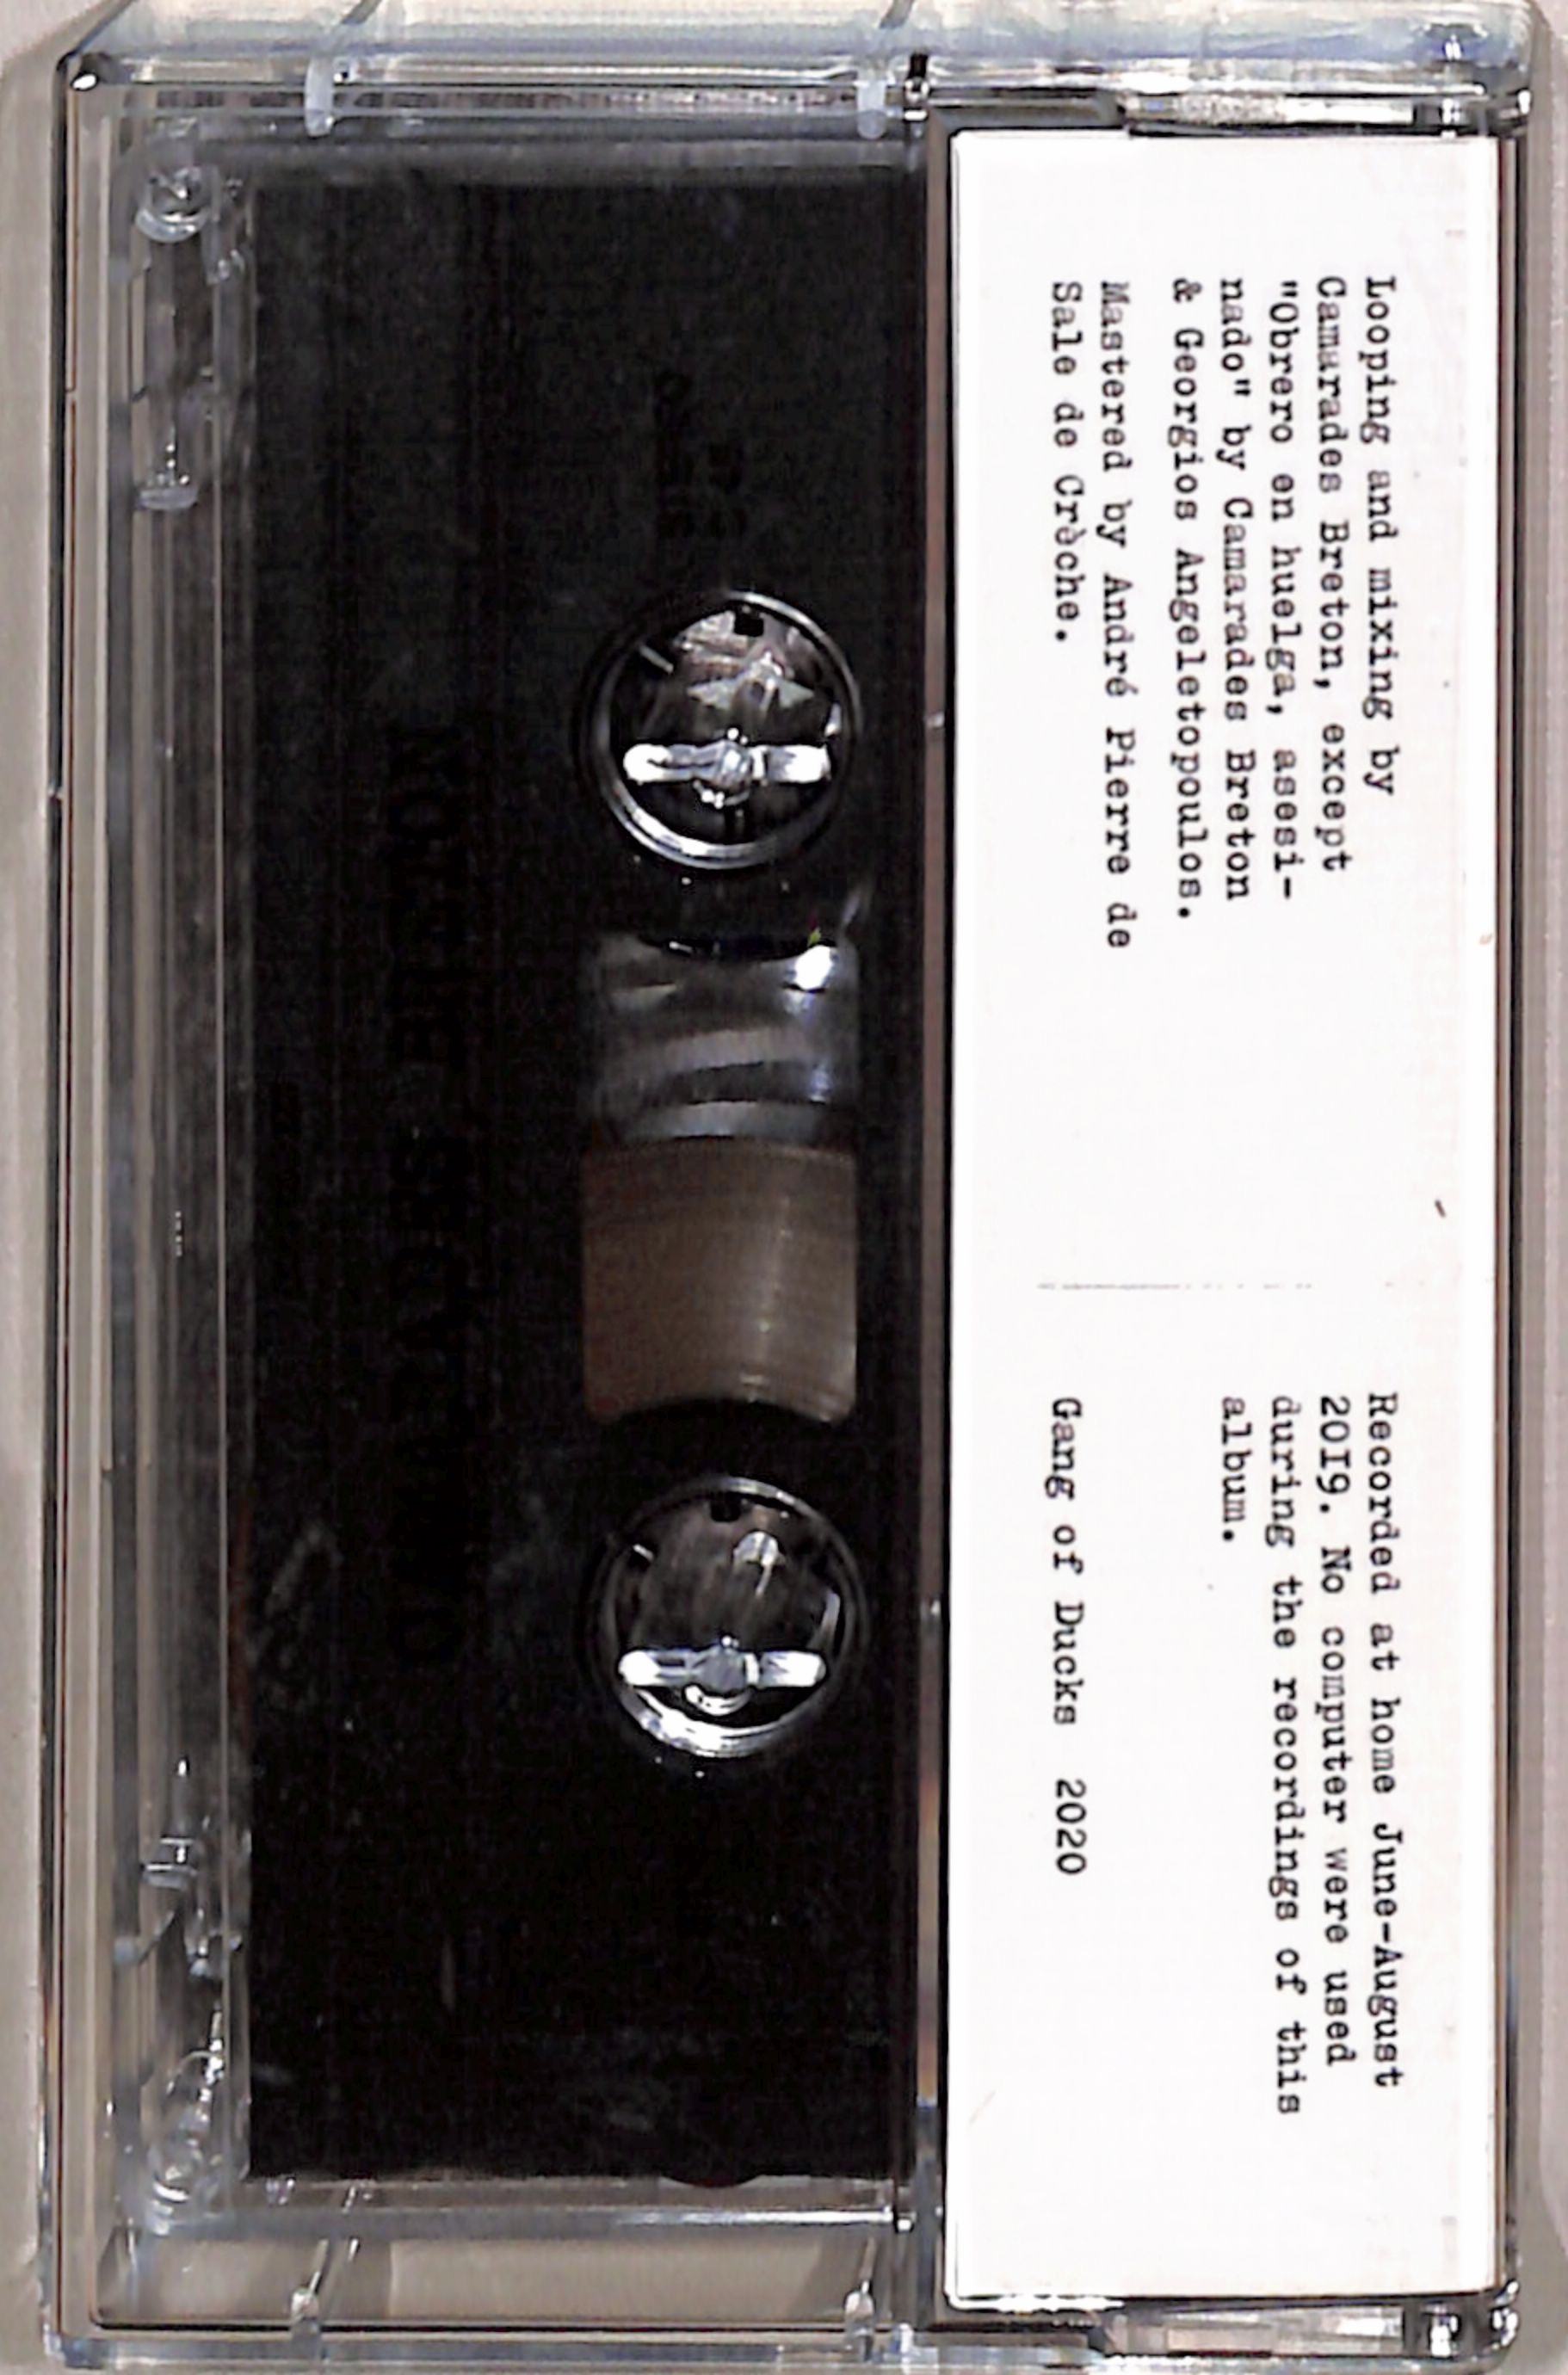 Looping and mixing by
Camarades Breton, except
"Obrero en huelga, asesi-
nado" by Camarades Breton
& Georgios Angeletopoulos.
Mastered by André Pierre de
Sale de Crèche.
Recorded at home June-August
2019. No computer were used
during the recordings of this
album.
Gang of Ducks 2020